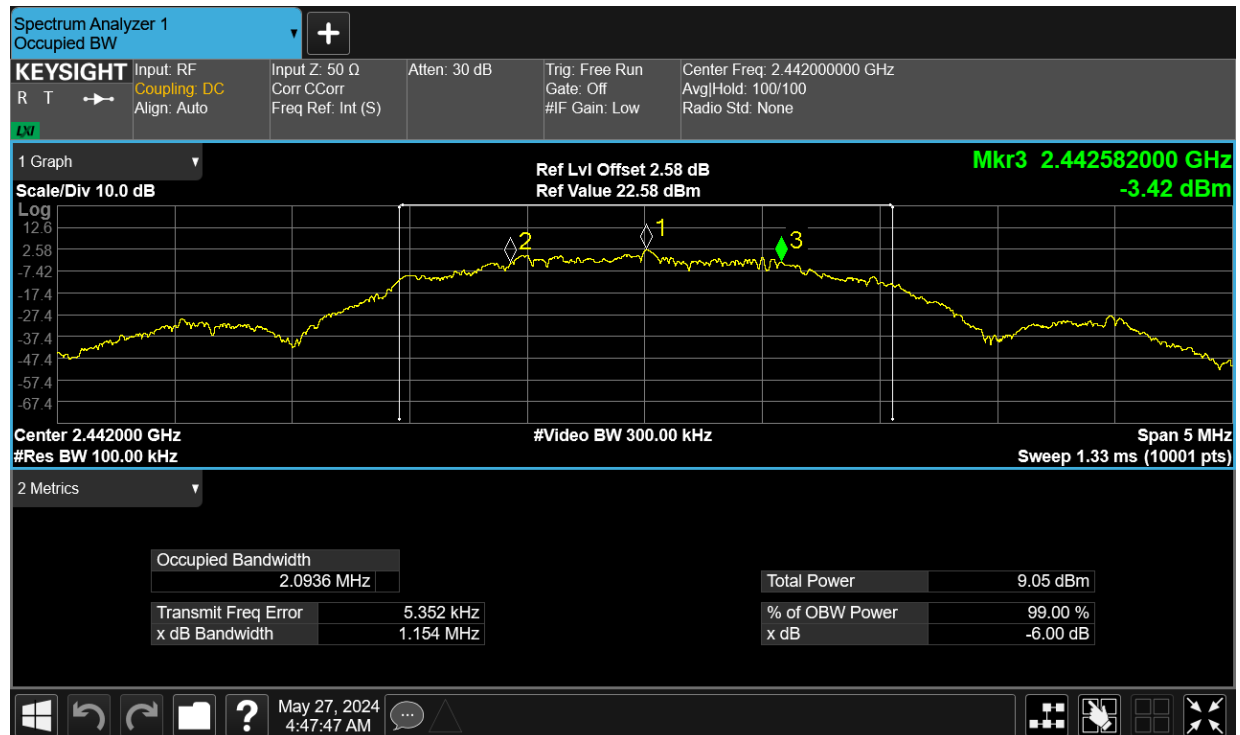 Spectrum Analyzer 1
Occupied BW
KEYSIGHT
R T
LXI
Input: RF
Coupling: DC
Align: Auto
Input Z: 50 Ω
Corr CCorr
Freq Ref: Int (S)
Atten: 30 dB
Trig: Free Run
Gate: Off
#IF Gain: Low
Center Freq: 2.442000000 GHz
Avg|Hold: 100/100
Radio Std: None
1 Graph
Scale/Div 10.0 dB
Ref Lvl Offset 2.58 dB
Ref Value 22.58 dBm
Mkr3 2.442582000 GHz
-3.42 dBm
Log
12.6
2.58
-7.42
-17.4
-27.4
-37.4
-47.4
-57.4
-67.4
2
1
3
Center 2.442000 GHz
#Video BW 300.00 kHz
Span 5 MHz
#Res BW 100.00 kHz
Sweep 1.33 ms (10001 pts)
2 Metrics
Occupied Bandwidth
2.0936 MHz
Total Power 9.05 dBm
Transmit Freq Error 5.352 kHz
% of OBW Power 99.00 %
x dB Bandwidth 1.154 MHz
x dB -6.00 dB
?
May 27, 2024
4:47:47 AM